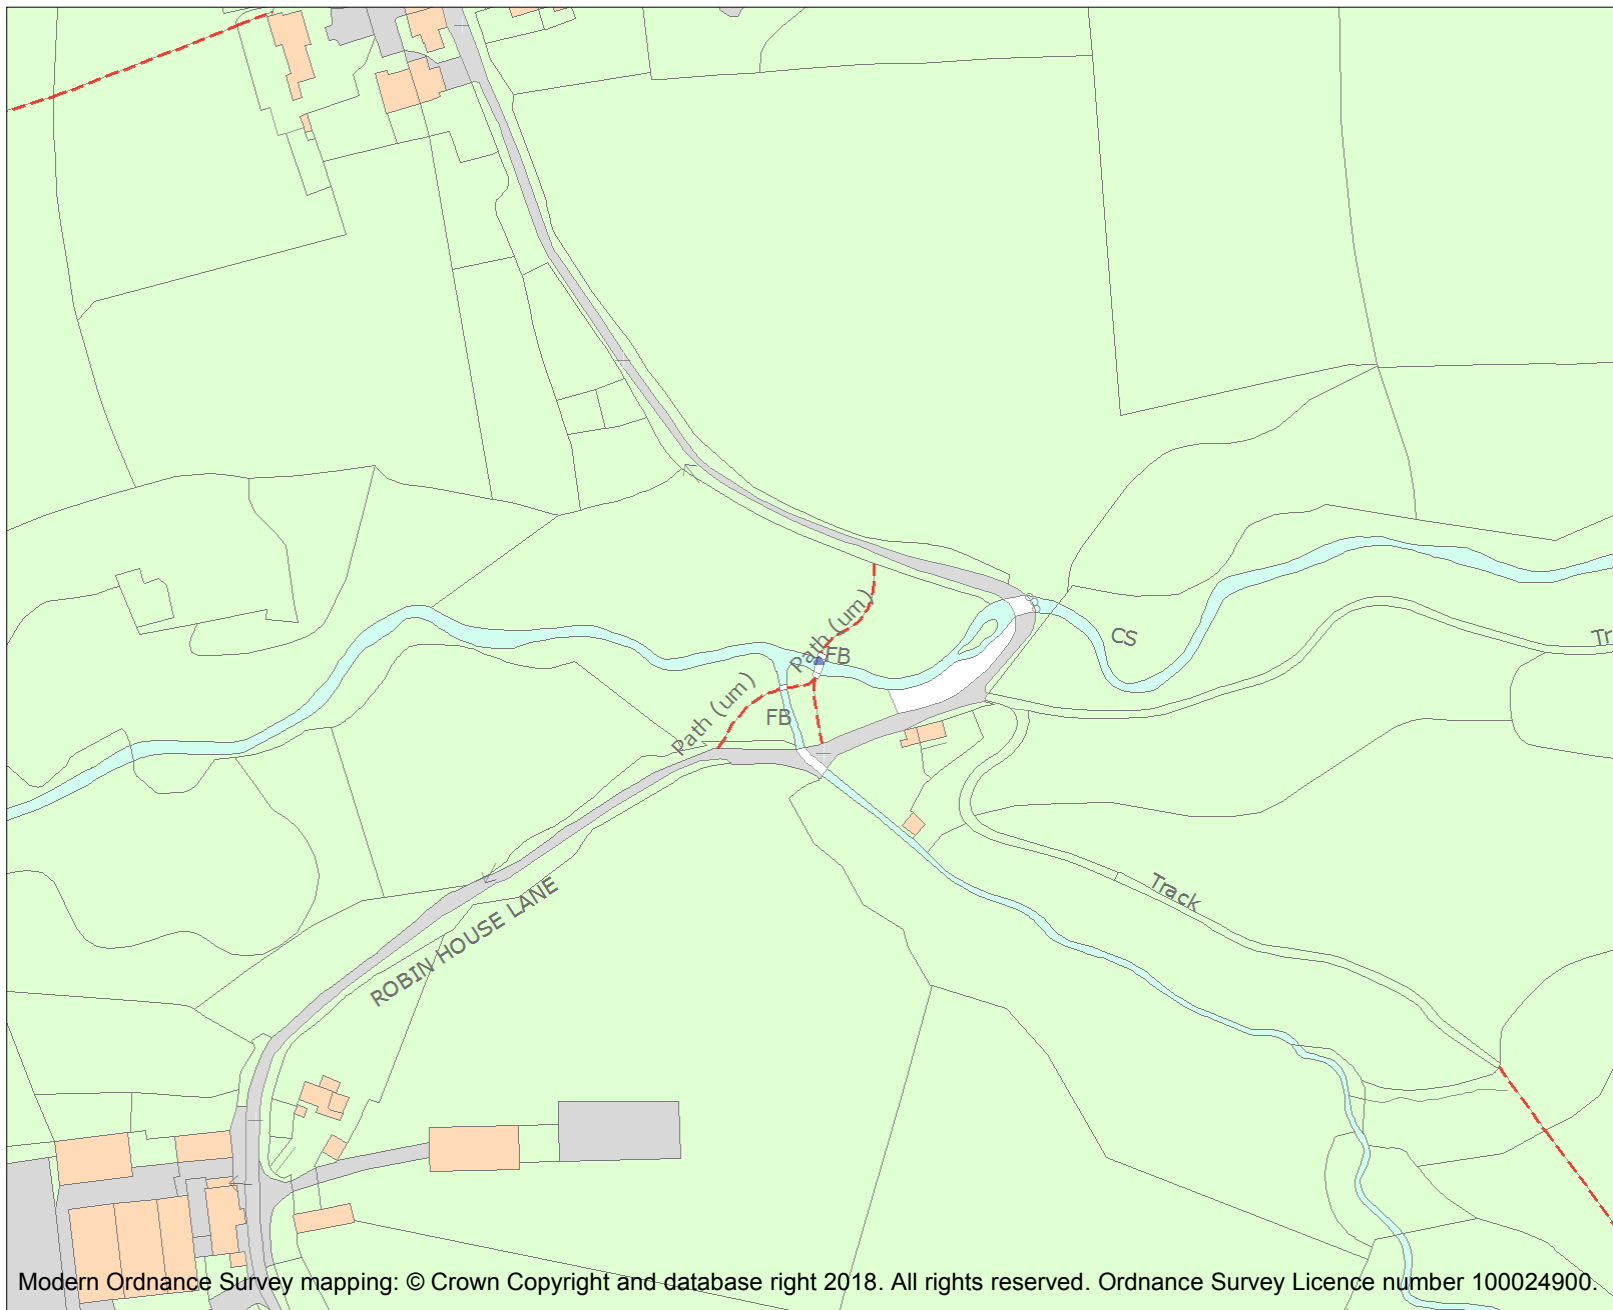 Path (um)
FB
CS
Tr
Path (um)
FB
Track
ROBIN HOUSE LANE
Modern Ordnance Survey mapping: © Crown Copyright and database right 2018. All rights reserved. Ordnance Survey Licence number 100024900.